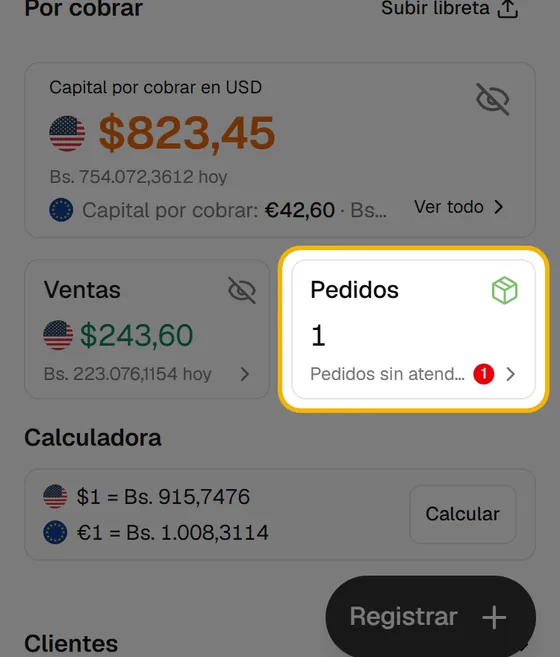 Por cobrar
Subir libreta
Capital por cobrar en USD
$823,45
Bs. 754.072,3612 hoy
Capital por cobrar: €42,60 · Bs...
Ver todo
Ventas
$243,60
Bs. 223.076,1154 hoy
Pedidos
1
Pedidos sin atend... 1
Calculadora
$1 = Bs. 915,7476
€1 = Bs. 1.008,3114
Calcular
Registrar
Clientes